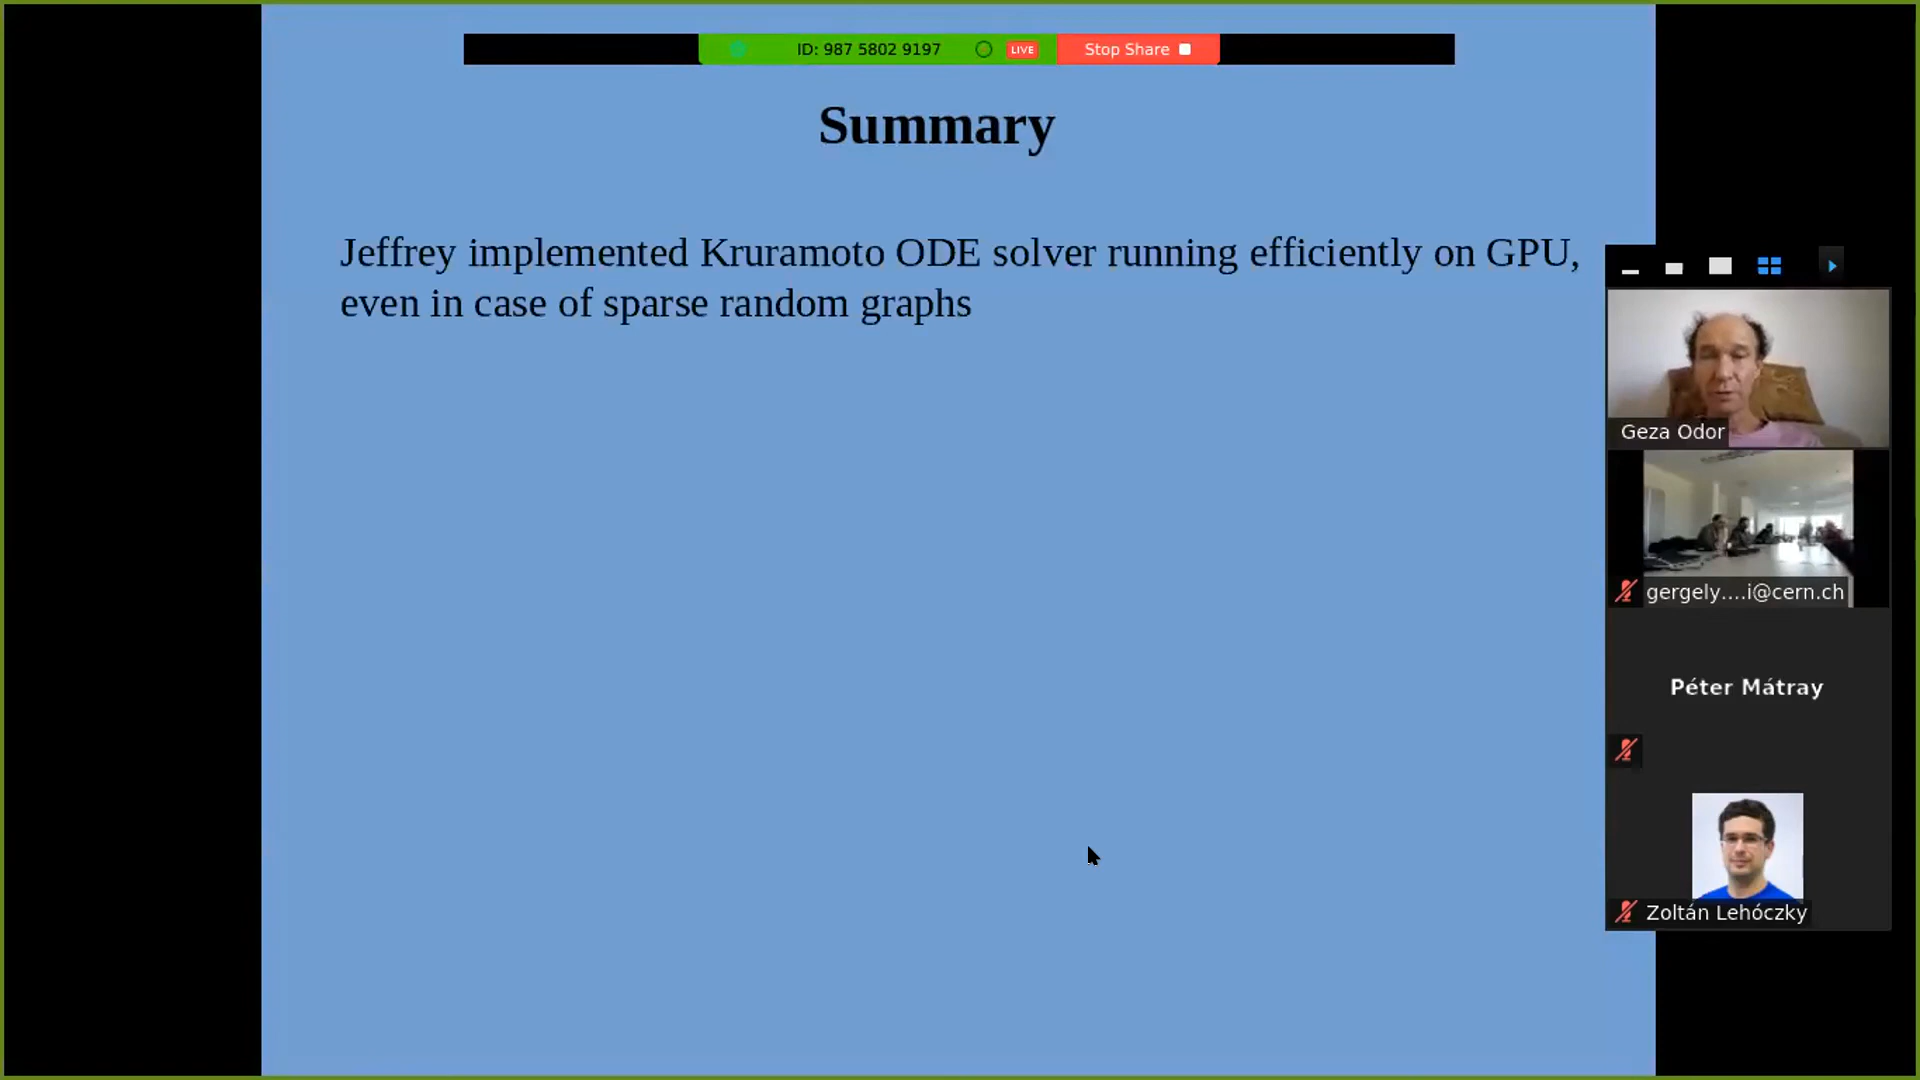 ID: 987 5802 9197
LIVE
Stop Share
Summary
Jeffrey implemented Kruramoto ODE solver running efficiently on GPU,
even in case of sparse random graphs
Geza Odor
gergely....i@cern.ch
Péter Mátray
Zoltán Lehóczky